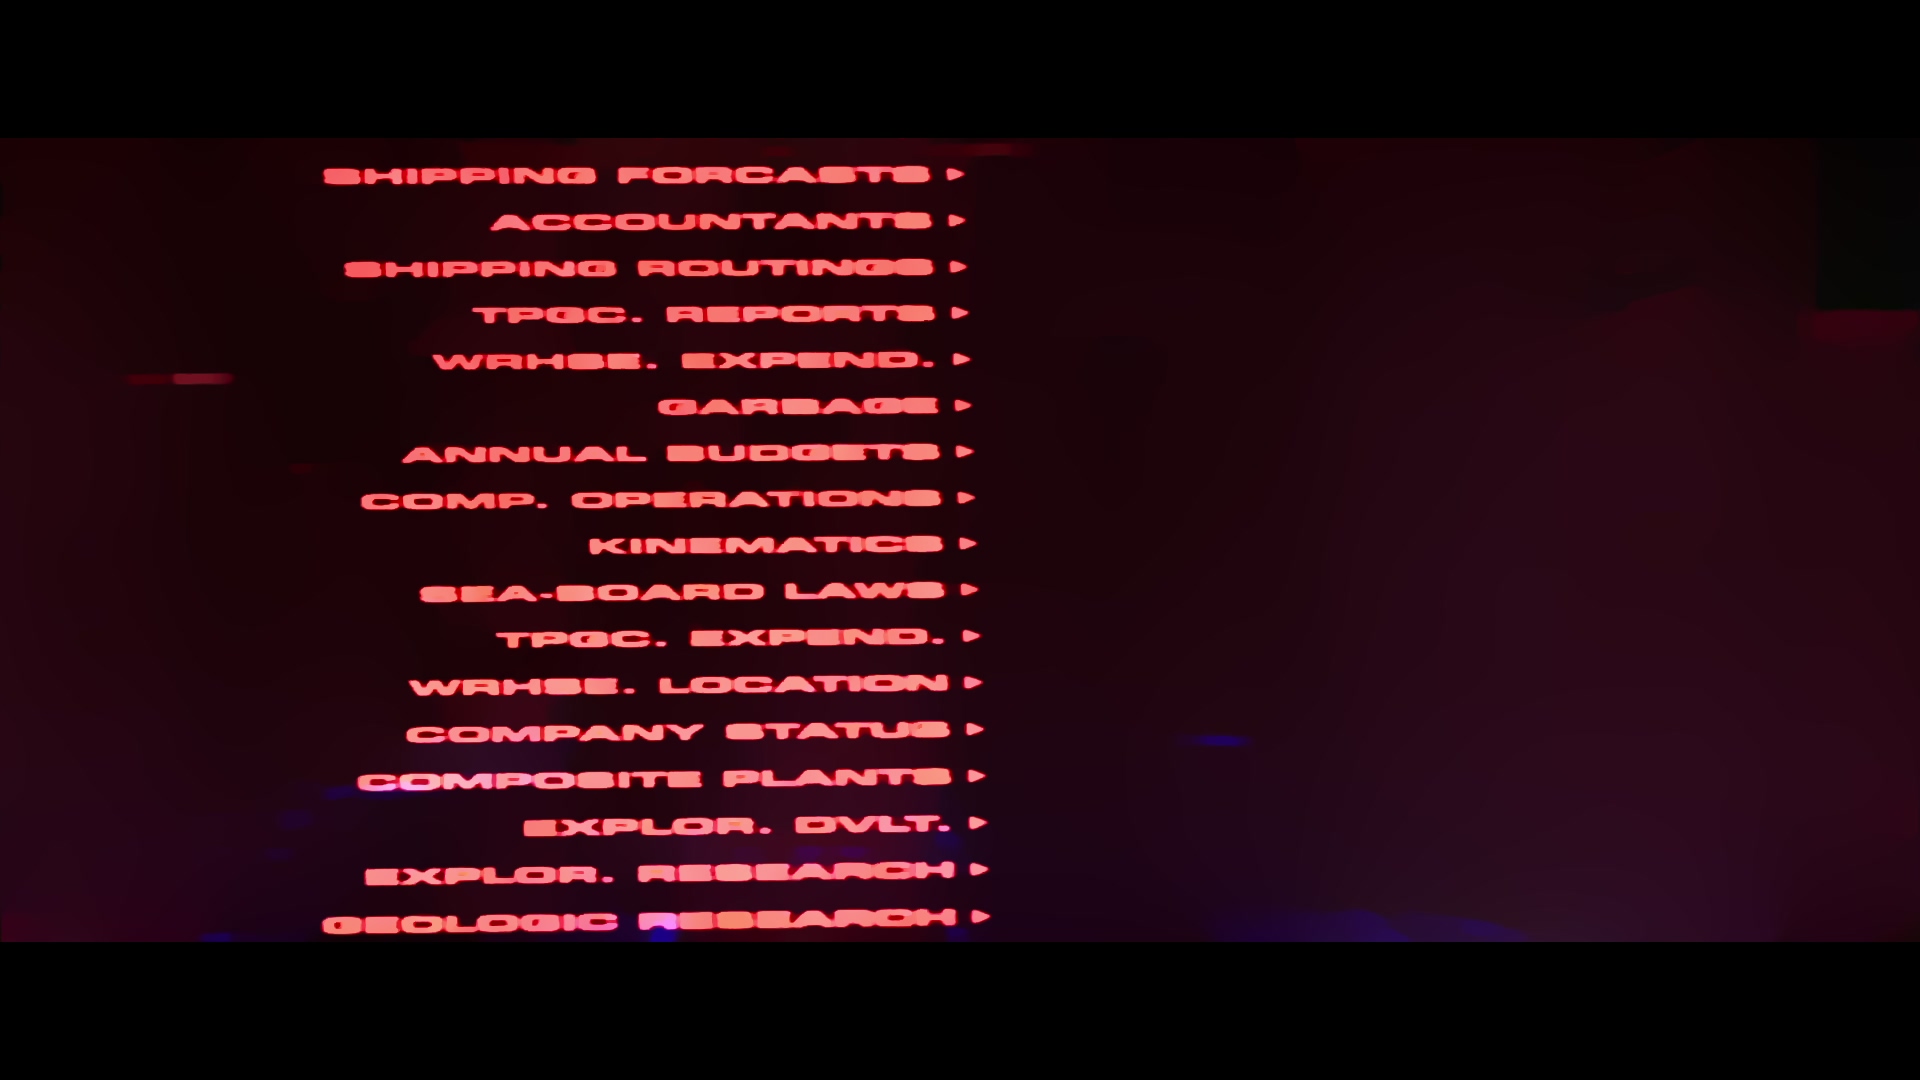 SHIPPING FORCASTS ▸
ACCOUNTANTS ▸
SHIPPING ROUTINGS ▸
TPGC. REPORTS ▸
WRHSE. EXPEND. ▸
GARBAGE ▸
ANNUAL BUDGETS ▸
COMP. OPERATIONS ▸
KINEMATICS ▸
SEA-BOARD LAWS ▸
TPGC. EXPEND. ▸
WRHSE. LOCATION ▸
COMPANY STATUS ▸
COMPOSITE PLANTS ▸
EXPLOR. DVLT. ▸
EXPLOR. RESEARCH ▸
GEOLOGIC RESEARCH ▸